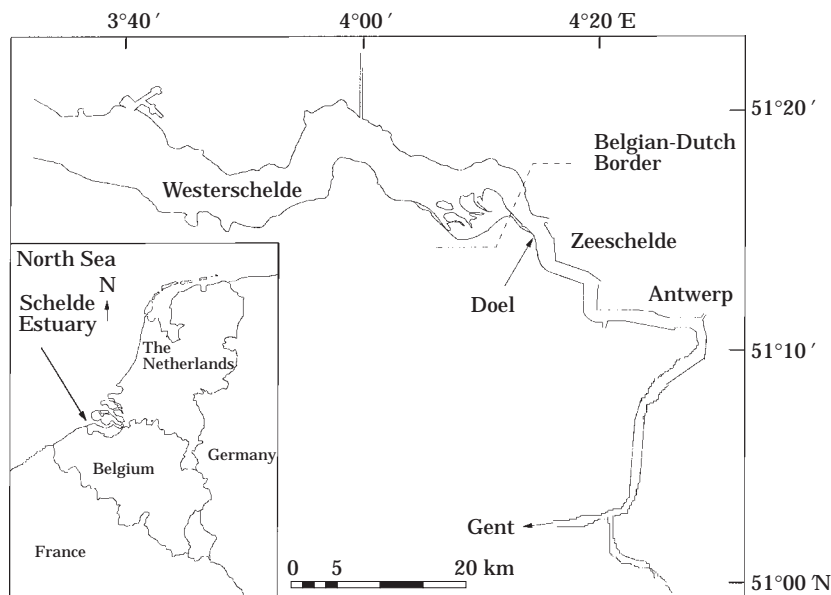 3°40′
4°00′
4°20′E
51°20′
Belgian-Dutch
Border
Westerschelde
Zeeschelde
North Sea
N
Doel
Antwerp
Schelde
Estuary
The
Netherlands
51°10′
Belgium
Germany
Gent
France
0 5 20 km
51°00′N